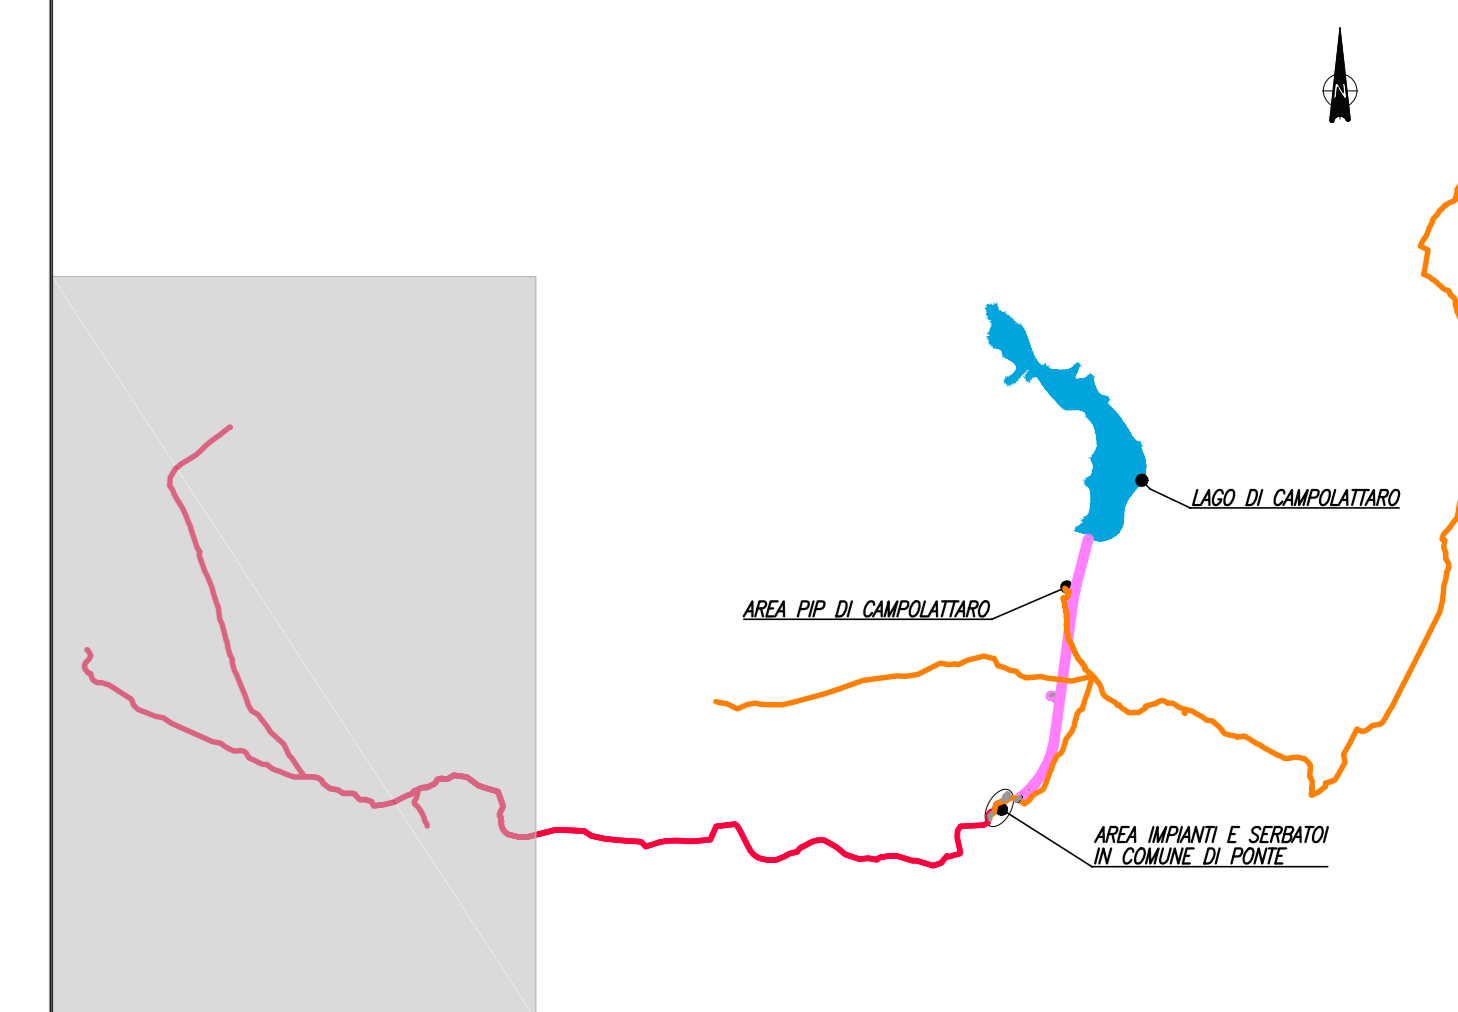 N
LAGO DI CAMPOLATTARO
AREA PIP DI CAMPOLATTARO
AREA IMPIANTI E SERBATOI
IN COMUNE DI PONTE